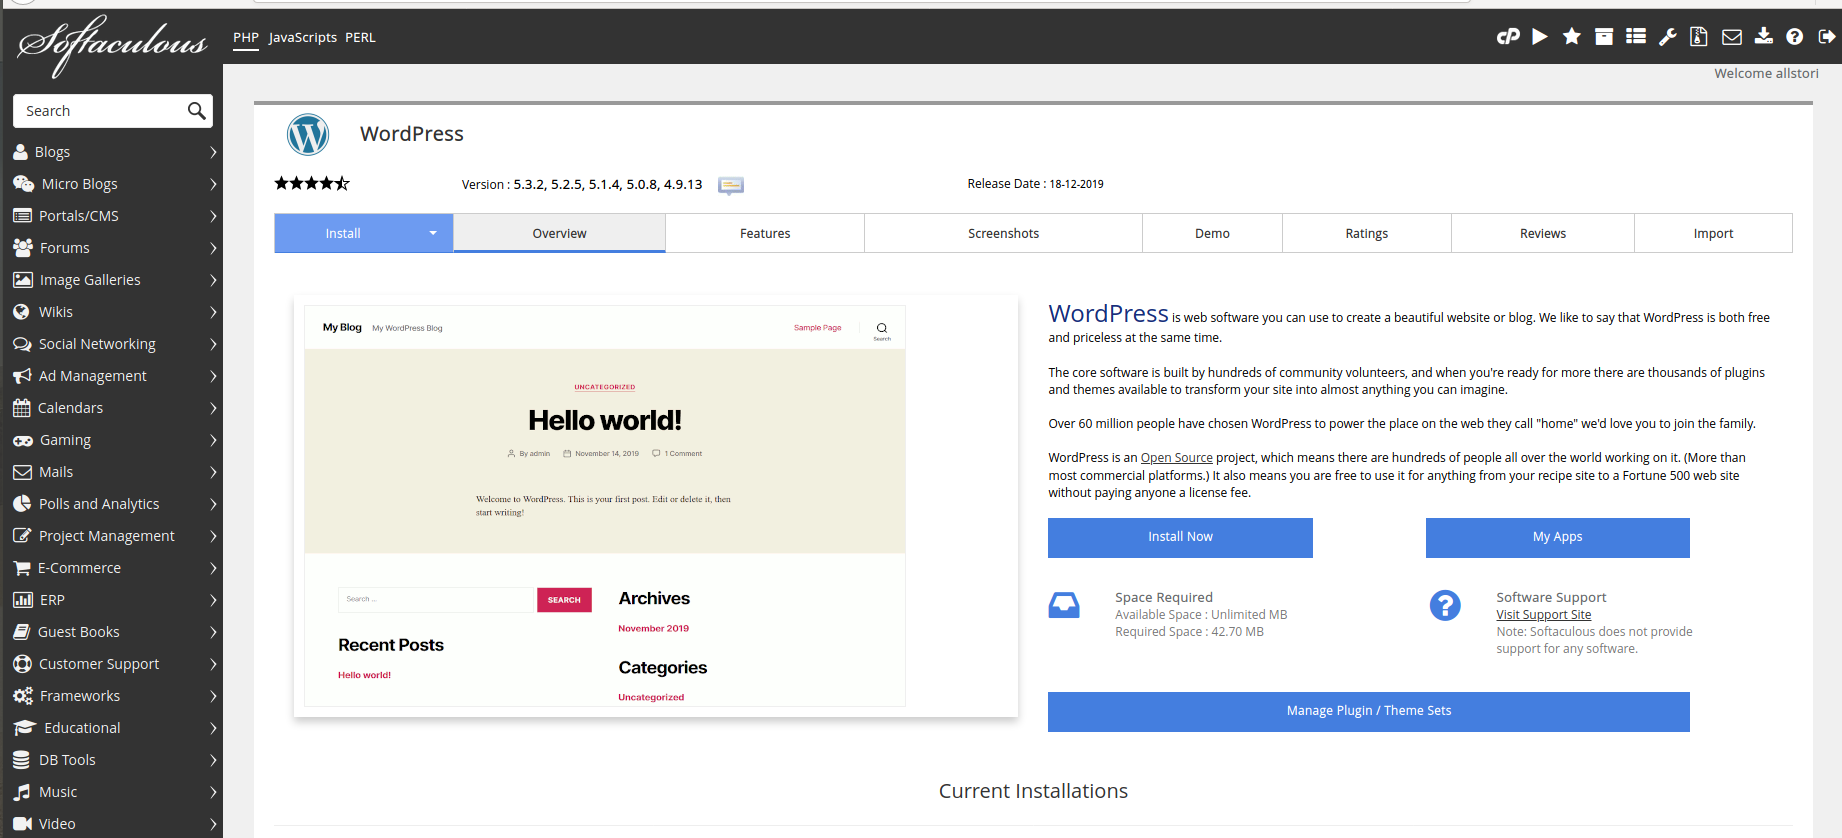 Softaculous
PHP JavaScripts PERL
Welcome allstori
Search
Blogs
Micro Blogs
Portals/CMS
Forums
Image Galleries
Wikis
Social Networking
Ad Management
Calendars
Gaming
Mails
Polls and Analytics
Project Management
E-Commerce
ERP
Guest Books
Customer Support
Frameworks
Educational
DB Tools
Music
Video
WordPress
Version : 5.3.2, 5.2.5, 5.1.4, 5.0.8, 4.9.13
Release Date : 18-12-2019
Install Overview Features Screenshots Demo Ratings Reviews Import
My Blog My WordPress Blog Sample Page Search
UNCATEGORIZED
Hello world!
By admin November 14, 2019 1 Comment
Welcome to WordPress. This is your first post. Edit or delete it, then
start writing!
Search ... SEARCH
Recent Posts
Hello world!
Archives
November 2019
Categories
Uncategorized
WordPress is web software you can use to create a beautiful website or blog. We like to say that WordPress is both free
and priceless at the same time.
The core software is built by hundreds of community volunteers, and when you're ready for more there are thousands of plugins
and themes available to transform your site into almost anything you can imagine.
Over 60 million people have chosen WordPress to power the place on the web they call "home" we'd love you to join the family.
WordPress is an Open Source project, which means there are hundreds of people all over the world working on it. (More than
most commercial platforms.) It also means you are free to use it for anything from your recipe site to a Fortune 500 web site
without paying anyone a license fee.
Install Now My Apps
Space Required
Available Space : Unlimited MB
Required Space : 42.70 MB
Software Support
Visit Support Site
Note: Softaculous does not provide
support for any software.
Manage Plugin / Theme Sets
Current Installations